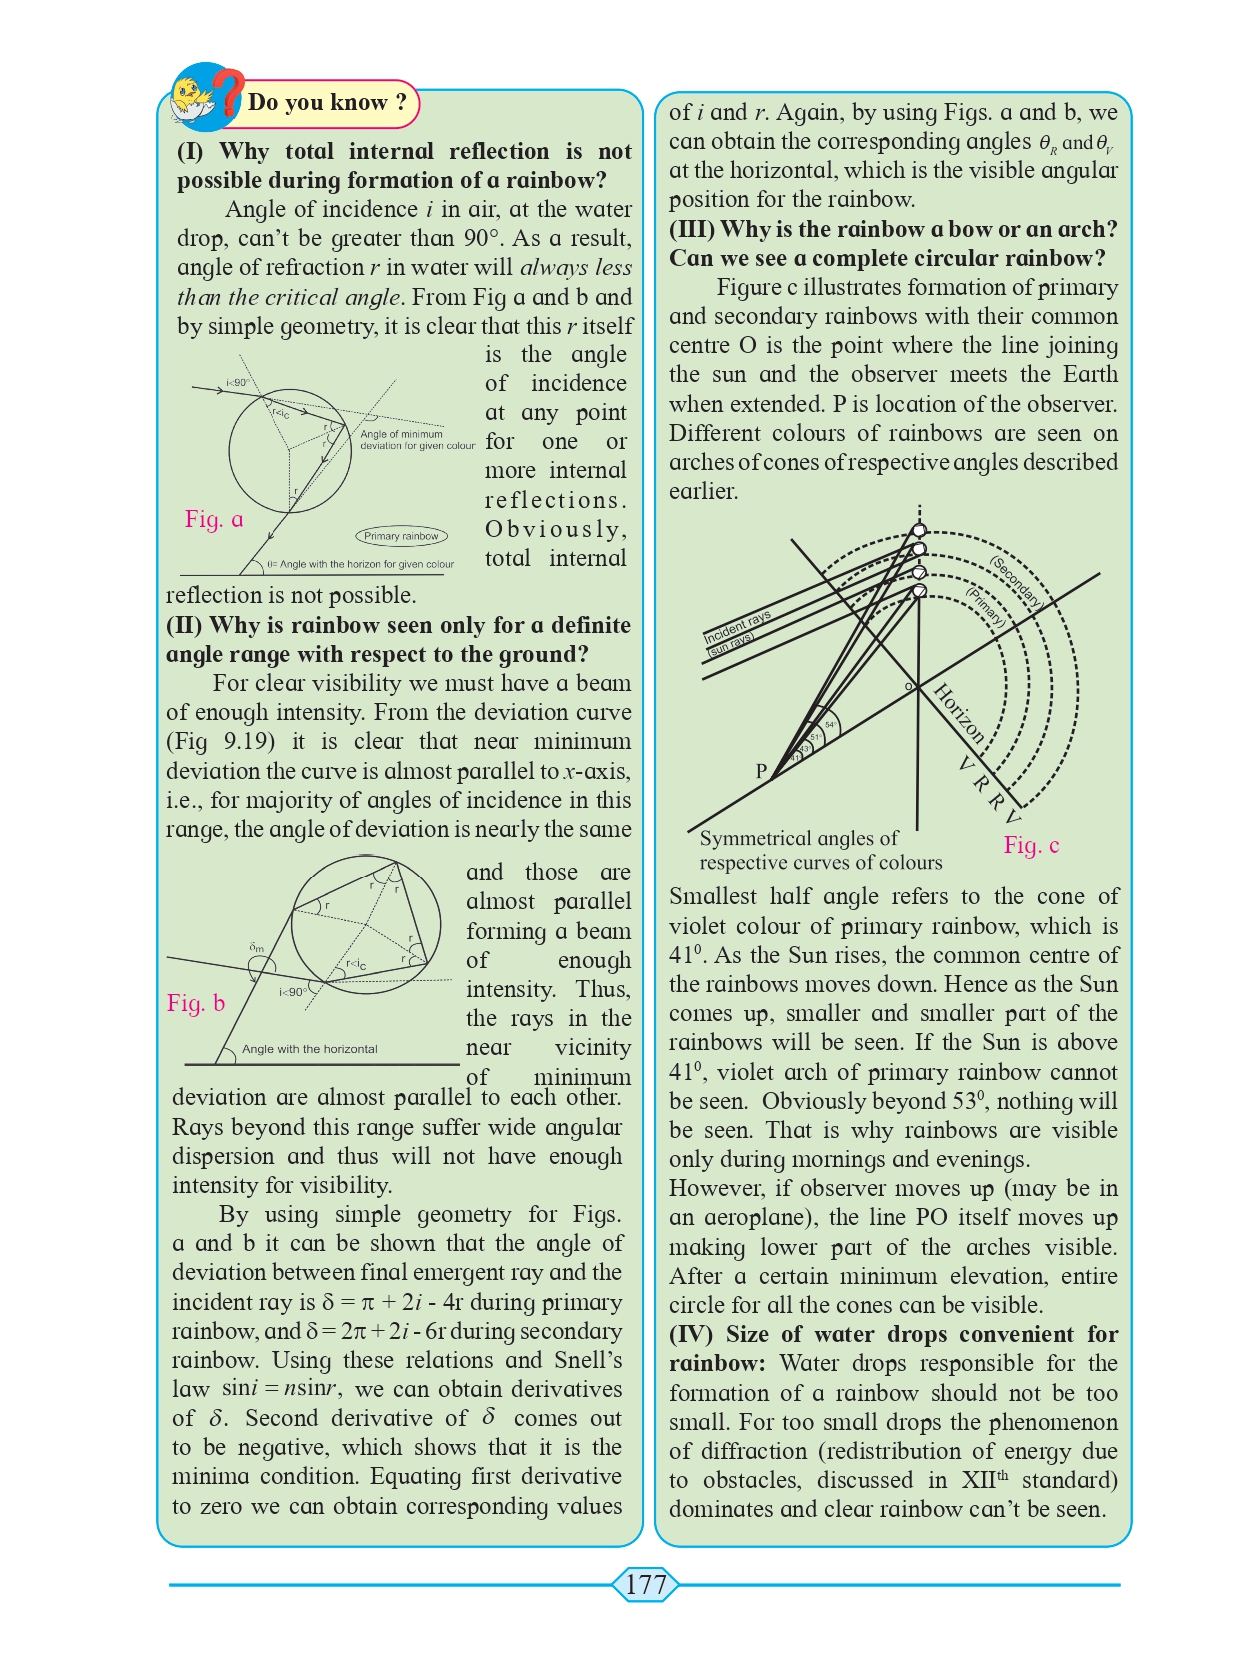 Do you know ?
(I) Why total internal reflection is not
possible during formation of a rainbow?
Angle of incidence i in air, at the water
drop, can’t be greater than 90°. As a result,
angle of refraction r in water will always less
than the critical angle. From Fig a and b and
by simple geometry, it is clear that this r itself
is the angle
of incidence
at any point
for one or
more internal
reflections.
Obviously,
total internal
i<90°
r<iC
r
r
r
Angle of minimum
deviation for given colour
Fig. a
Primary rainbow
θ= Angle with the horizon for given colour
reflection is not possible.
(II) Why is rainbow seen only for a definite
angle range with respect to the ground?
For clear visibility we must have a beam
of enough intensity. From the deviation curve
(Fig 9.19) it is clear that near minimum
deviation the curve is almost parallel to x-axis,
i.e., for majority of angles of incidence in this
range, the angle of deviation is nearly the same
and those are
almost parallel
forming a beam
of enough
intensity. Thus,
the rays in the
near vicinity
of minimum
r
r
r
r
r
δm
r<iC
i<90°
Fig. b
Angle with the horizontal
deviation are almost parallel to each other.
Rays beyond this range suffer wide angular
dispersion and thus will not have enough
intensity for visibility.
By using simple geometry for Figs.
a and b it can be shown that the angle of
deviation between final emergent ray and the
incident ray is δ = π + 2i - 4r during primary
rainbow, and δ = 2π + 2i - 6r during secondary
rainbow. Using these relations and Snell’s
law sini = nsinr, we can obtain derivatives
of δ. Second derivative of δ comes out
to be negative, which shows that it is the
minima condition. Equating first derivative
to zero we can obtain corresponding values
of i and r. Again, by using Figs. a and b, we
can obtain the corresponding angles θR and θV
at the horizontal, which is the visible angular
position for the rainbow.
(III) Why is the rainbow a bow or an arch?
Can we see a complete circular rainbow?
Figure c illustrates formation of primary
and secondary rainbows with their common
centre O is the point where the line joining
the sun and the observer meets the Earth
when extended. P is location of the observer.
Different colours of rainbows are seen on
arches of cones of respective angles described
earlier.
(Secondary)
(Primary)
Incident rays
(sun rays)
O
Horizon
54°
51°
43°
41°
P
V R R V
Symmetrical angles of
respective curves of colours
Fig. c
Smallest half angle refers to the cone of
violet colour of primary rainbow, which is
41⁰. As the Sun rises, the common centre of
the rainbows moves down. Hence as the Sun
comes up, smaller and smaller part of the
rainbows will be seen. If the Sun is above
41⁰, violet arch of primary rainbow cannot
be seen. Obviously beyond 53⁰, nothing will
be seen. That is why rainbows are visible
only during mornings and evenings.
However, if observer moves up (may be in
an aeroplane), the line PO itself moves up
making lower part of the arches visible.
After a certain minimum elevation, entire
circle for all the cones can be visible.
(IV) Size of water drops convenient for
rainbow: Water drops responsible for the
formation of a rainbow should not be too
small. For too small drops the phenomenon
of diffraction (redistribution of energy due
to obstacles, discussed in XIIth standard)
dominates and clear rainbow can’t be seen.
177